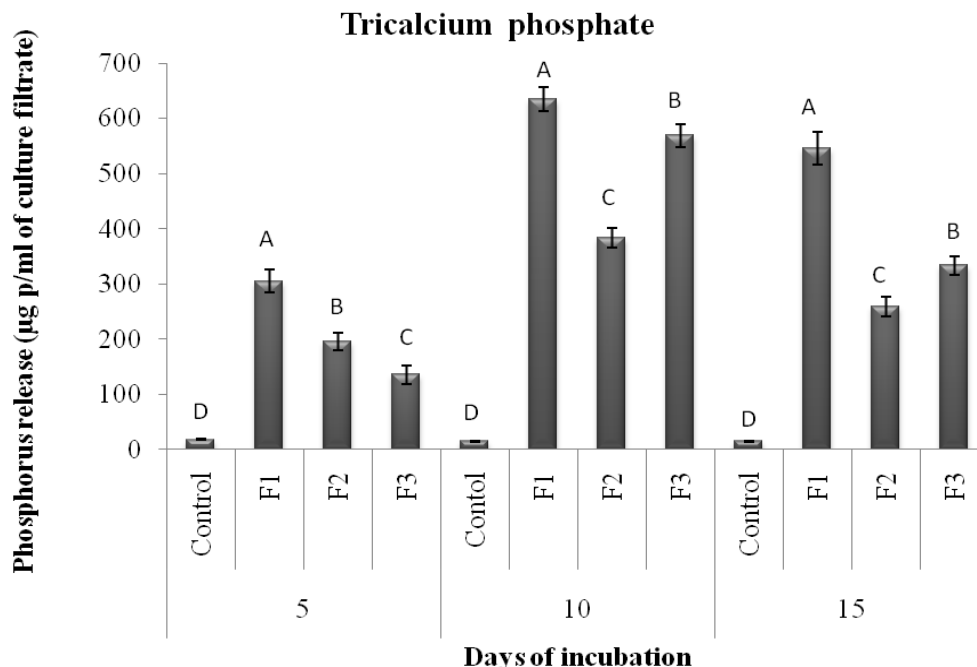 Tricalcium phosphate
Phosphorus release (µg p/ml of culture filtrate)
700
600
500
400
300
200
100
0
D
A
B
C
D
A
C
B
D
A
C
B
Control
F1
F2
F3
Contol
F1
F2
F3
Control
F1
F2
F3
5
10
15
Days of incubation